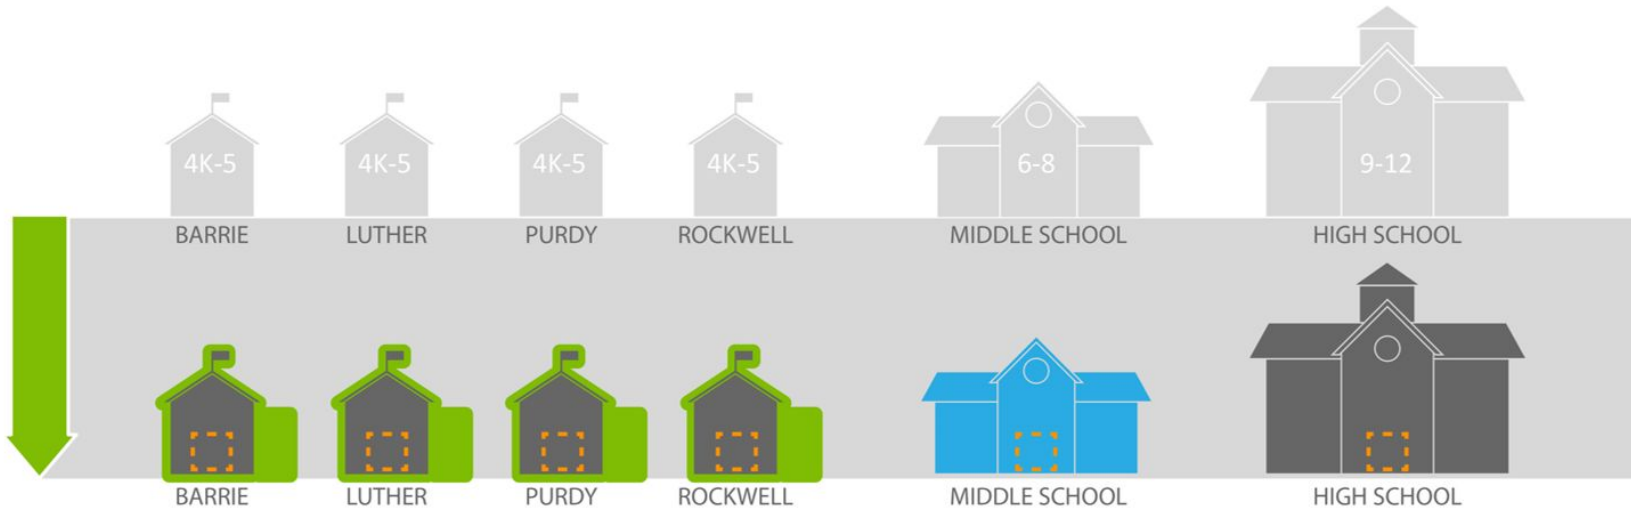 4K-5 4K-5 4K-5 4K-5 6-8 9-12
BARRIE LUTHER PURDY ROCKWELL MIDDLE SCHOOL HIGH SCHOOL
BARRIE LUTHER PURDY ROCKWELL MIDDLE SCHOOL HIGH SCHOOL